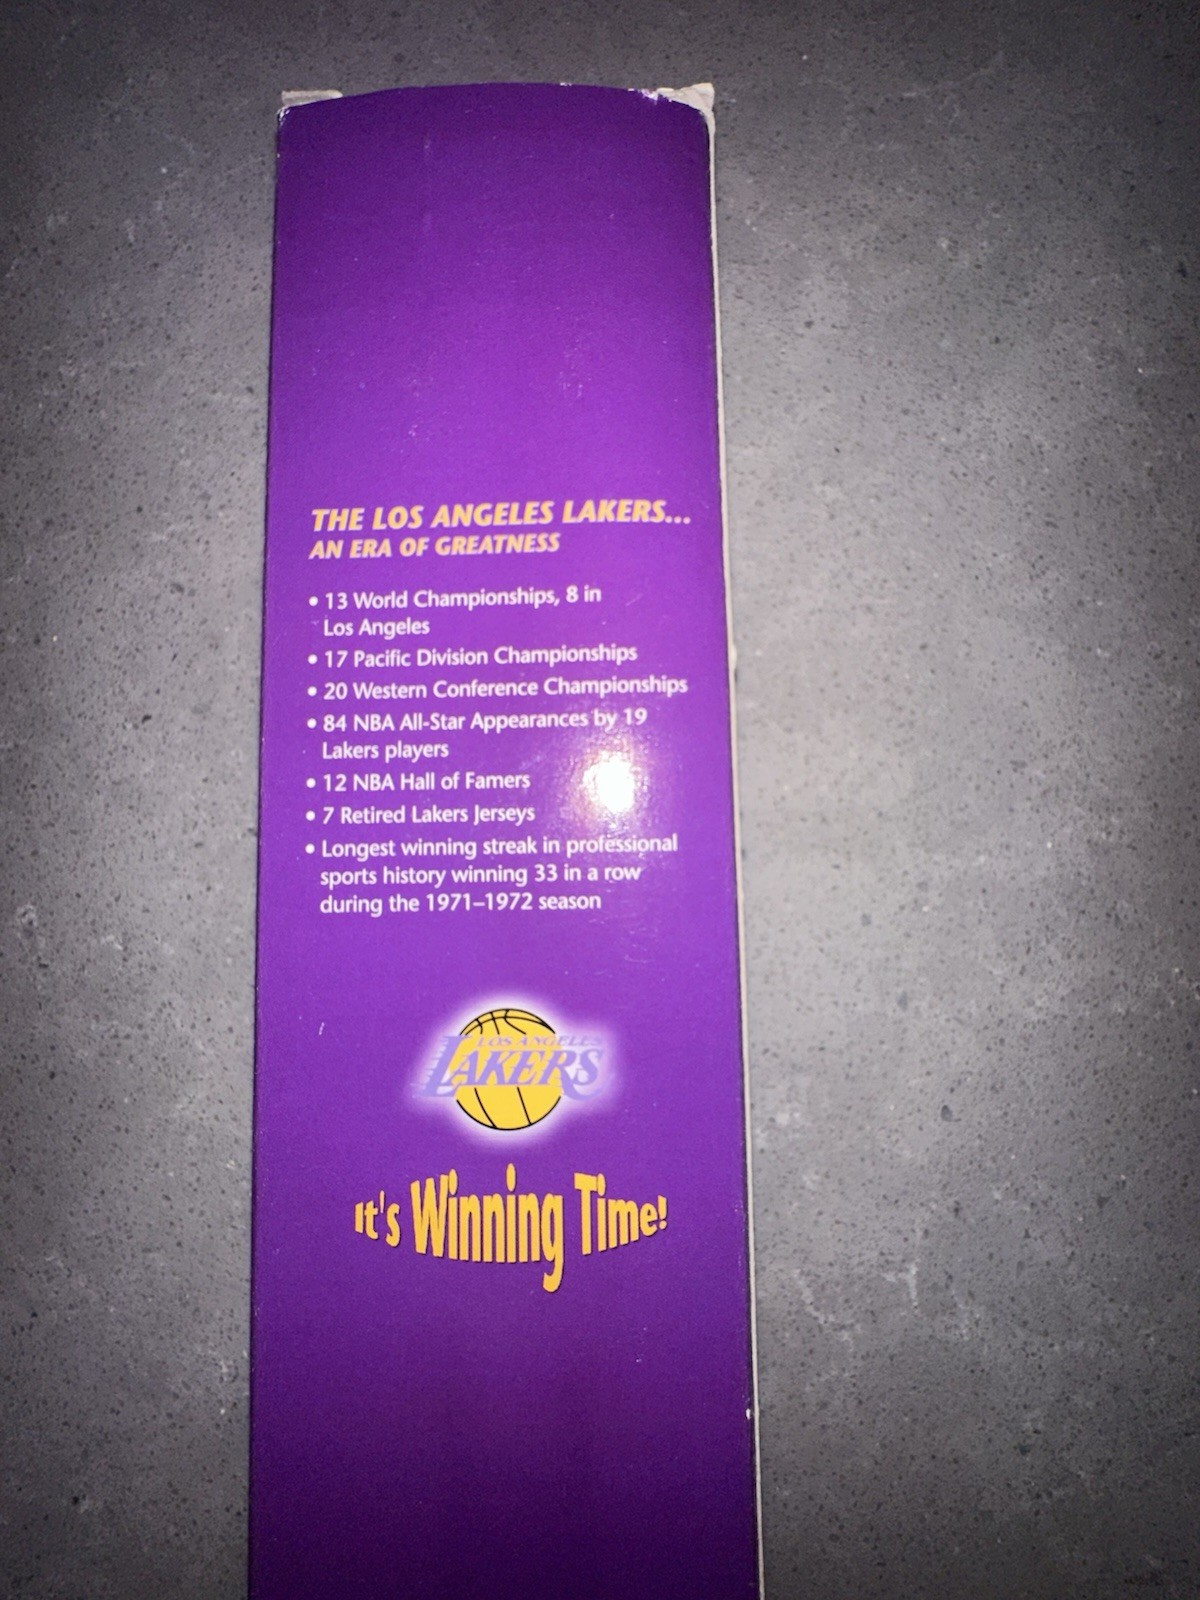 THE LOS ANGELES LAKERS...
AN ERA OF GREATNESS
• 13 World Championships, 8 in
Los Angeles
• 17 Pacific Division Championships
• 20 Western Conference Championships
• 84 NBA All-Star Appearances by 19
Lakers players
• 12 NBA Hall of Famers
• 7 Retired Lakers Jerseys
• Longest winning streak in professional
sports history winning 33 in a row
during the 1971–1972 season
LOS ANGELES
LAKERS
It's Winning Time!